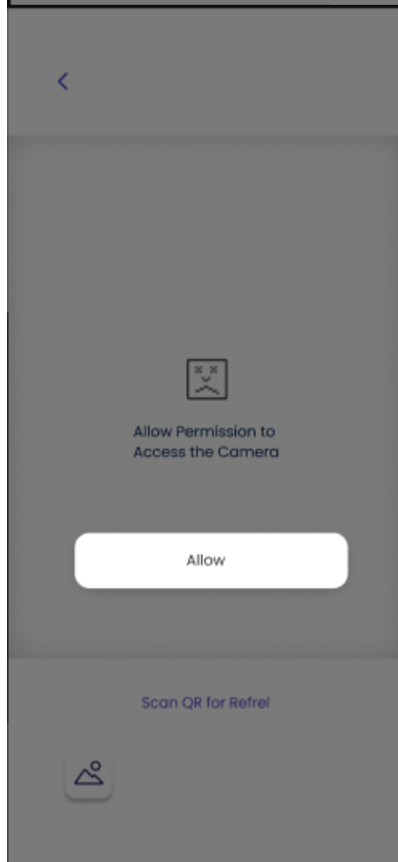 Allow Permission to
Access the Camera
Allow
Scan QR for Refrel